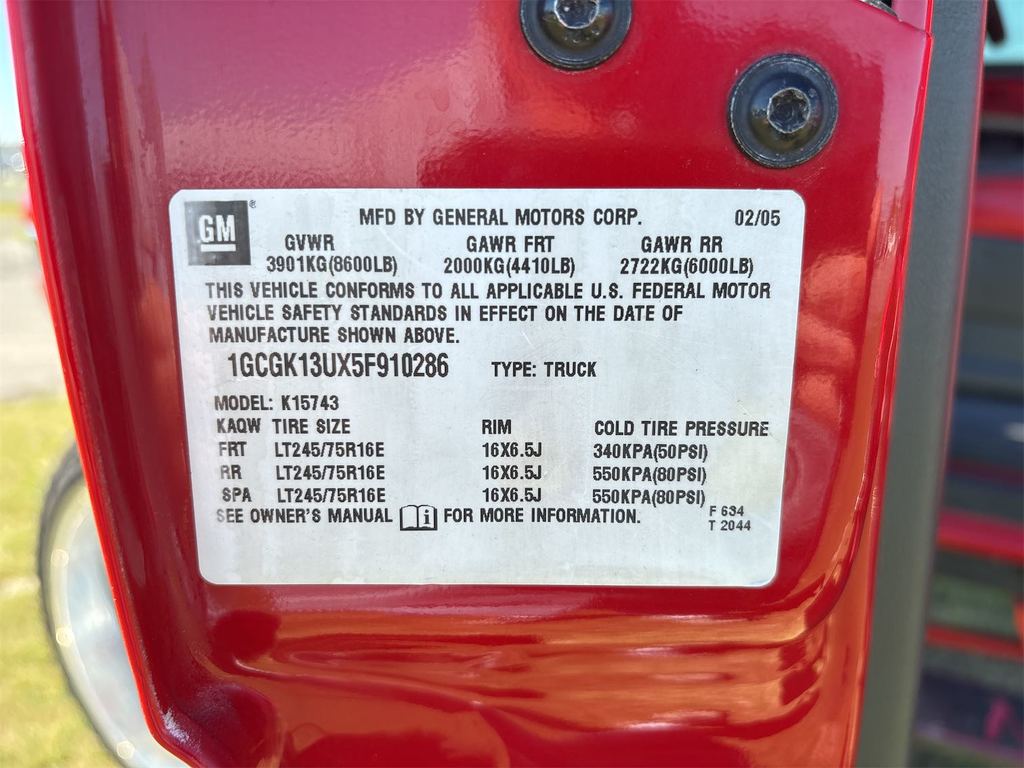 GM ® MFD BY GENERAL MOTORS CORP. 02/05
GVWR GAWR FRT GAWR RR
3901KG(8600LB) 2000KG(4410LB) 2722KG(6000LB)
THIS VEHICLE CONFORMS TO ALL APPLICABLE U.S. FEDERAL MOTOR
VEHICLE SAFETY STANDARDS IN EFFECT ON THE DATE OF
MANUFACTURE SHOWN ABOVE.
1GCGK13UX5F910286 TYPE: TRUCK
MODEL: K15743
KAQW TIRE SIZE RIM COLD TIRE PRESSURE
FRT LT245/75R16E 16X6.5J 340KPA(50PSI)
RR LT245/75R16E 16X6.5J 550KPA(80PSI)
SPA LT245/75R16E 16X6.5J 550KPA(80PSI)
SEE OWNER'S MANUAL i FOR MORE INFORMATION. F 634
T 2044